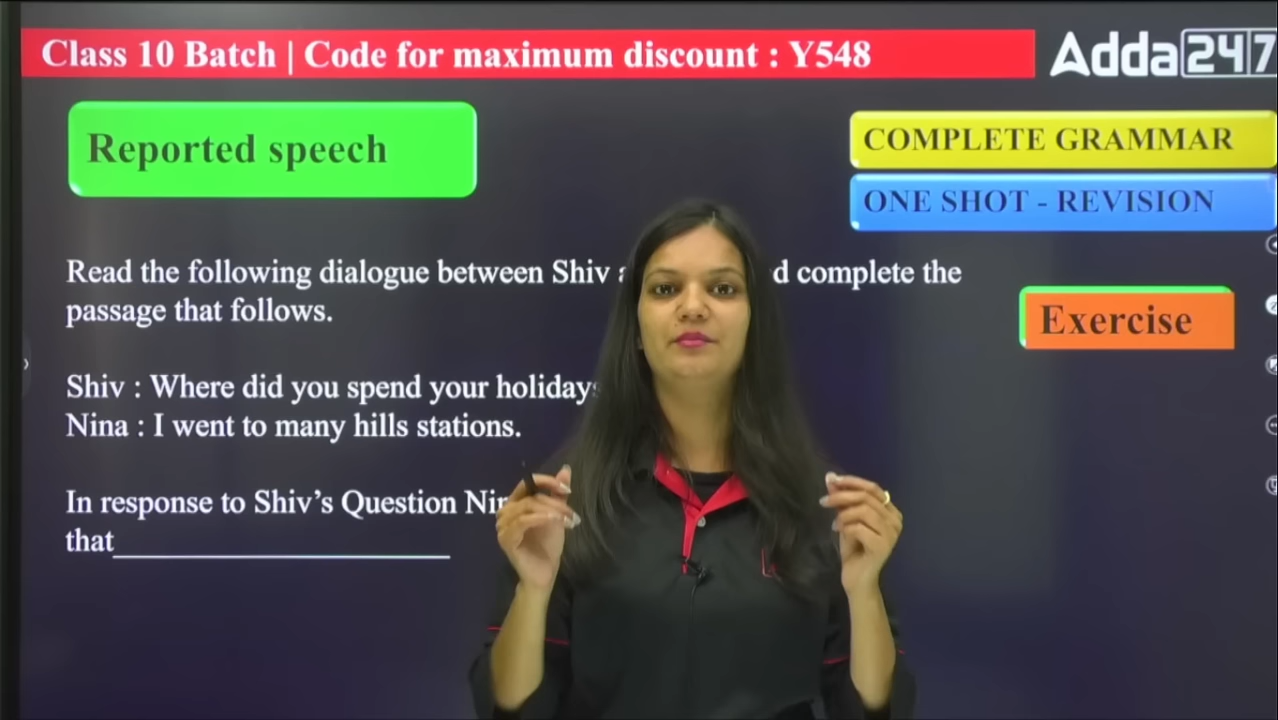 Class 10 Batch | Code for maximum discount : Y548
Adda247
Reported speech
COMPLETE GRAMMAR
ONE SHOT - REVISION
Read the following dialogue between Shiv d complete the
passage that follows.
Exercise
Shiv : Where did you spend your holidays
Nina : I went to many hills stations.
In response to Shiv's Question
that